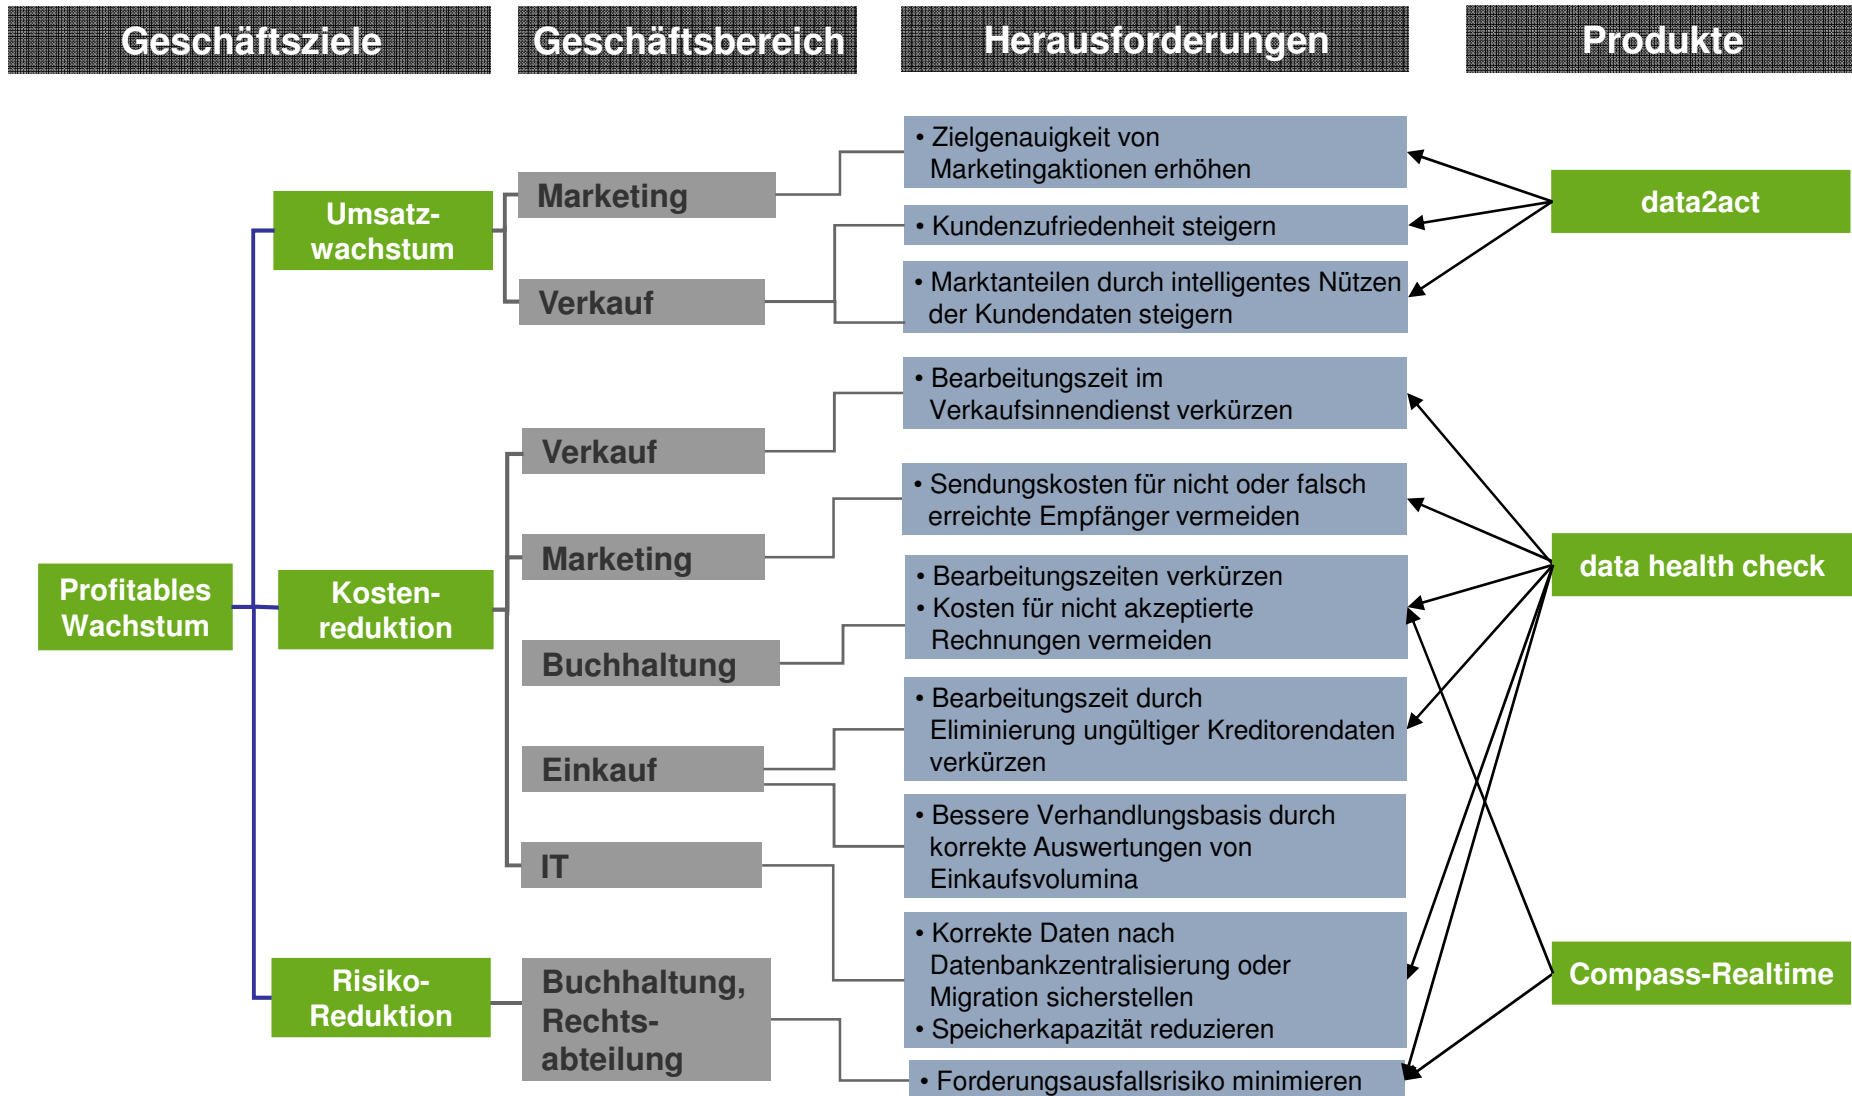 Geschäftsziele
Geschäftsbereich
Herausforderungen
Produkte
Profitables
Wachstum
Umsatz-
wachstum
Kosten-
reduktion
Risiko-
Reduktion
Marketing
Verkauf
Verkauf
Marketing
Buchhaltung
Einkauf
IT
Buchhaltung,
Rechts-
abteilung
• Zielgenauigkeit von
Marketingaktionen erhöhen
• Kundenzufriedenheit steigern
• Marktanteilen durch intelligentes Nützen
der Kundendaten steigern
• Bearbeitungszeit im
Verkaufsinnendienst verkürzen
• Sendungskosten für nicht oder falsch
erreichte Empfänger vermeiden
• Bearbeitungszeiten verkürzen
• Kosten für nicht akzeptierte
Rechnungen vermeiden
• Bearbeitungszeit durch
Eliminierung ungültiger Kreditorendaten
verkürzen
• Bessere Verhandlungsbasis durch
korrekte Auswertungen von
Einkaufsvolumina
• Korrekte Daten nach
Datenbankzentralisierung oder
Migration sicherstellen
• Speicherkapazität reduzieren
• Forderungsausfallsrisiko minimieren
data2act
data health check
Compass-Realtime